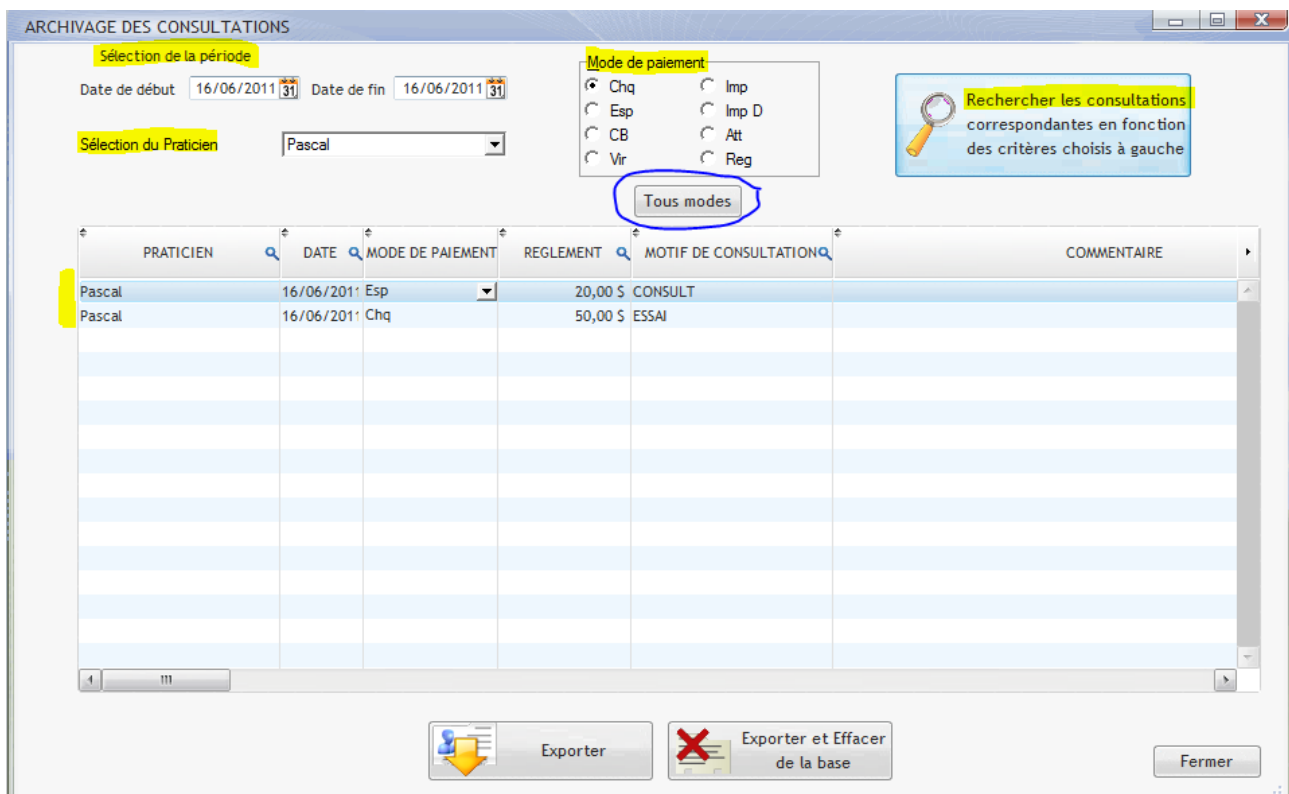 ARCHIVAGE DES CONSULTATIONS
Sélection de la période
Date de début 16/06/2011 31 Date de fin 16/06/2011 31
Sélection du Praticien Pascal
Mode de paiement
Chq Imp
Esp Imp D
CB Att
Vir Reg
Tous modes
Rechercher les consultations
correspondantes en fonction
des critères choisis à gauche
PRATICIEN DATE MODE DE PAIEMENT REGLEMENT MOTIF DE CONSULTATION COMMENTAIRE
Pascal 16/06/2011 Esp 20,00 $ CONSULT
Pascal 16/06/2011 Chq 50,00 $ ESSAI
Exporter
Exporter et Effacer
de la base
Fermer